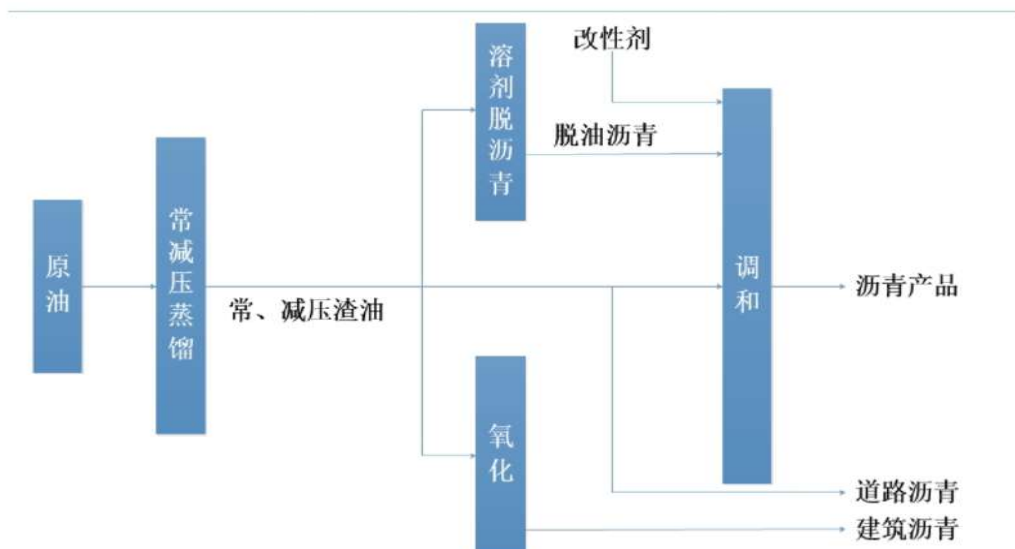 原油
常减压蒸馏
常、减压渣油
溶剂脱沥青
改性剂
脱油沥青
调和
沥青产品
氧化
道路沥青
建筑沥青